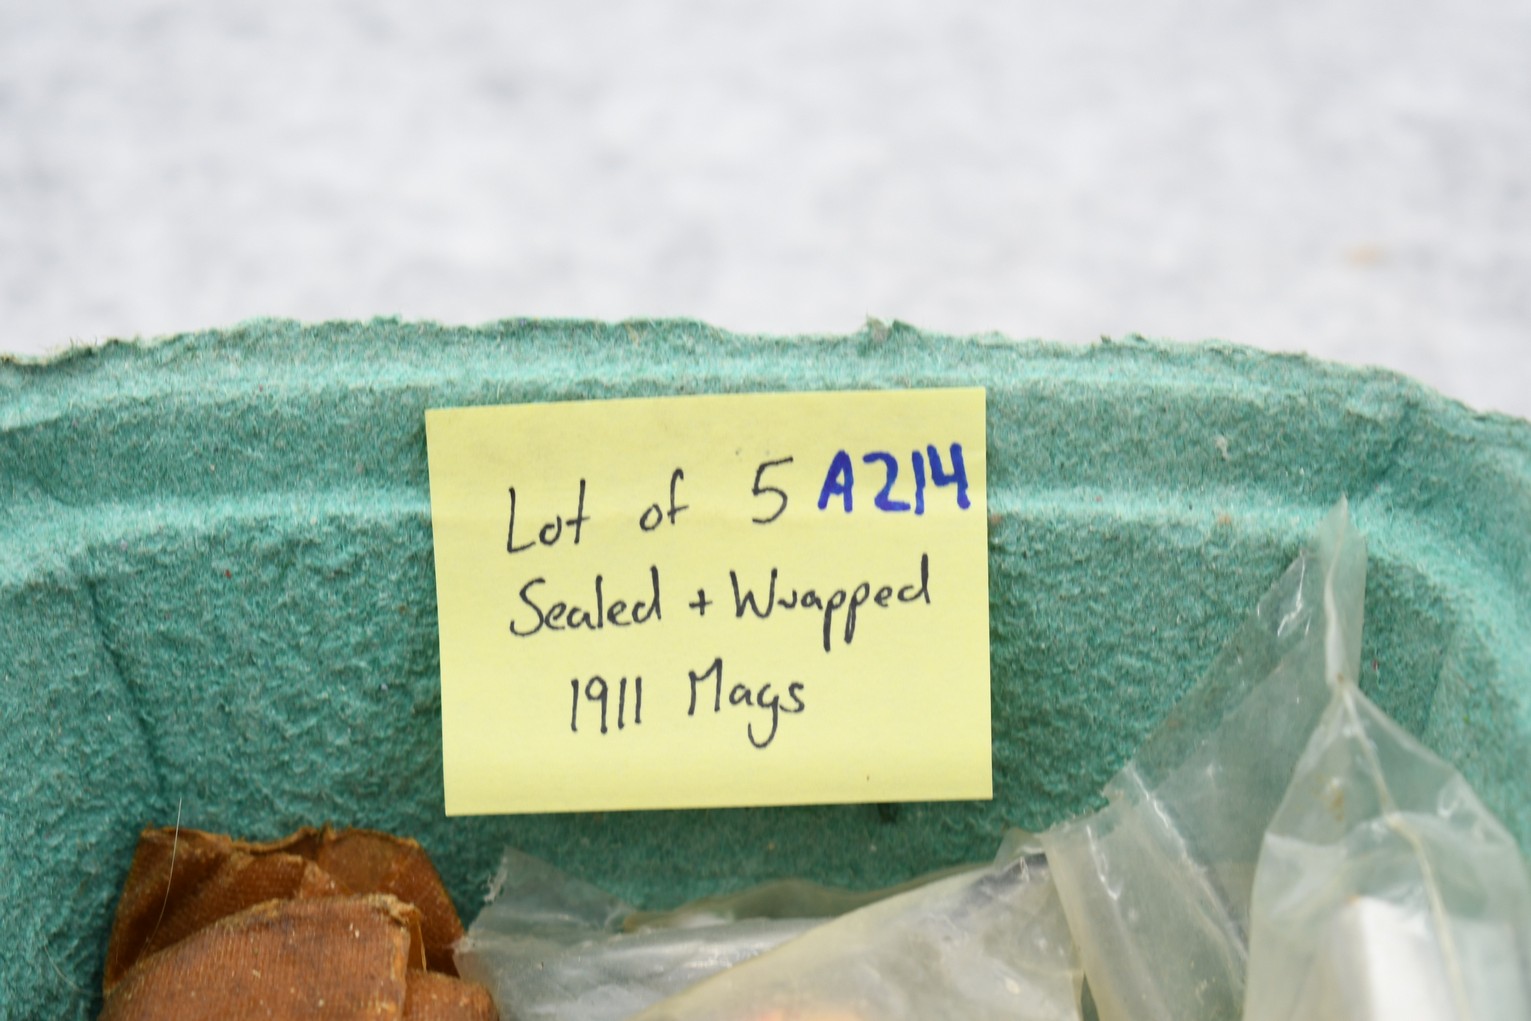 Lot of 5 A214
Sealed + Wrapped
1911 Mags